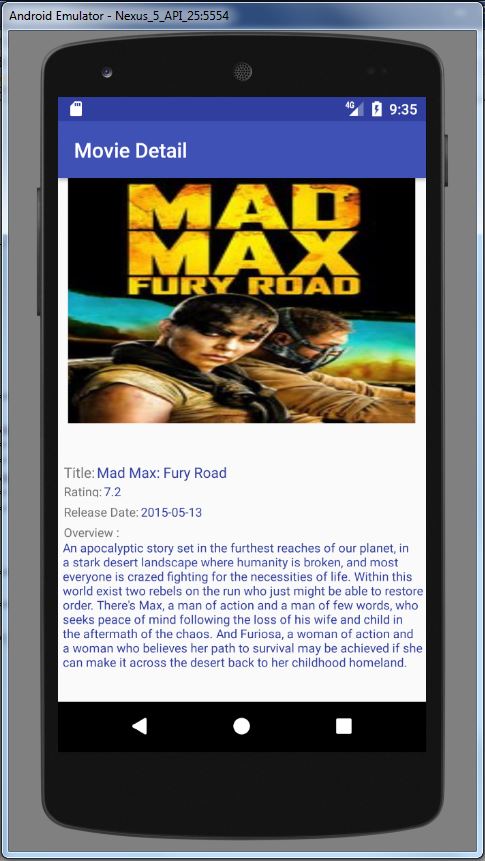 Android Emulator - Nexus_5_API_25:5554
4G 9:35
Movie Detail
MAD
MAX
FURY ROAD
Title: Mad Max: Fury Road
Rating: 7.2
Release Date: 2015-05-13
Overview :
An apocalyptic story set in the furthest reaches of our planet, in
a stark desert landscape where humanity is broken, and most
everyone is crazed fighting for the necessities of life. Within this
world exist two rebels on the run who just might be able to restore
order. There's Max, a man of action and a man of few words, who
seeks peace of mind following the loss of his wife and child in
the aftermath of the chaos. And Furiosa, a woman of action and
a woman who believes her path to survival may be achieved if she
can make it across the desert back to her childhood homeland.